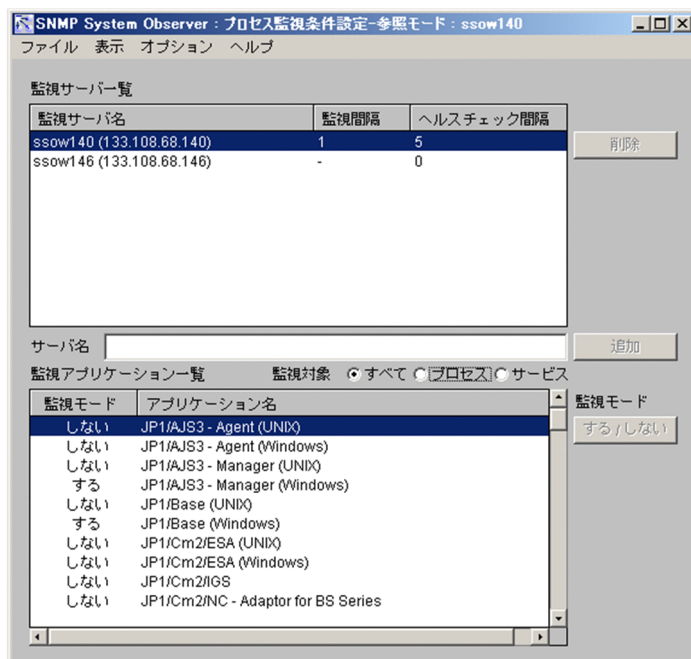 SNMP System Observer : プロセス監視条件設定-参照モード : ssow140
ファイル 表示 オプション ヘルプ
監視サーバ一覧
監視サーバ名 監視間隔 ヘルスチェック間隔
ssow140 (133.108.68.140) 1 5
削除
ssow146 (133.108.68.146) - 0
サーバ名 追加
監視アプリケーション一覧 監視対象 すべて プロセス サービス
監視モード アプリケーション名
監視モード
しない JP1/AJS3 - Agent (UNIX)
する / しない
しない JP1/AJS3 - Agent (Windows)
しない JP1/AJS3 - Manager (UNIX)
する JP1/AJS3 - Manager (Windows)
しない JP1/Base (UNIX)
する JP1/Base (Windows)
しない JP1/Cm2/ESA (UNIX)
しない JP1/Cm2/ESA (Windows)
しない JP1/Cm2/IGS
しない JP1/Cm2/NC - Adaptor for BS Series